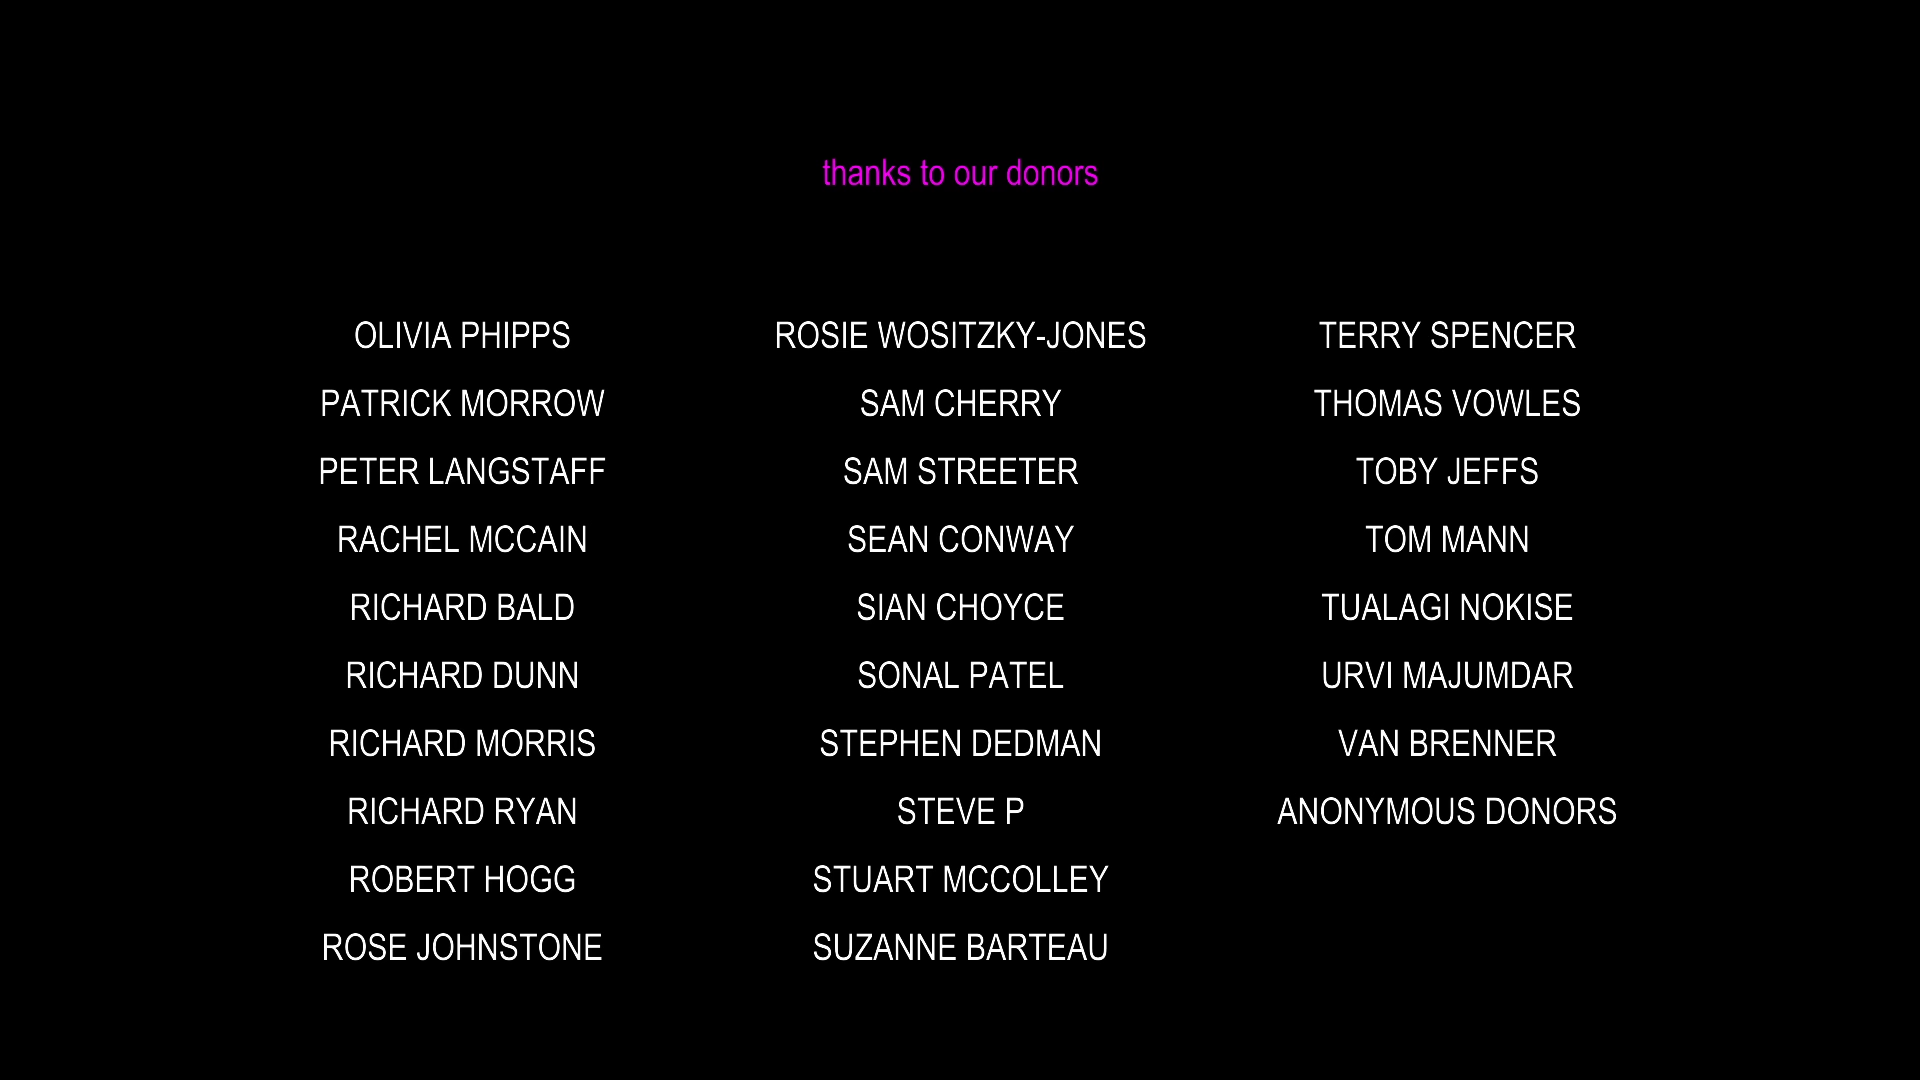 thanks to our donors
OLIVIA PHIPPS
PATRICK MORROW
PETER LANGSTAFF
RACHEL MCCAIN
RICHARD BALD
RICHARD DUNN
RICHARD MORRIS
RICHARD RYAN
ROBERT HOGG
ROSE JOHNSTONE
ROSIE WOSITZKY-JONES
SAM CHERRY
SAM STREETER
SEAN CONWAY
SIAN CHOYCE
SONAL PATEL
STEPHEN DEDMAN
STEVE P
STUART MCCOLLEY
SUZANNE BARTEAU
TERRY SPENCER
THOMAS VOWLES
TOBY JEFFS
TOM MANN
TUALAGI NOKISE
URVI MAJUMDAR
VAN BRENNER
ANONYMOUS DONORS